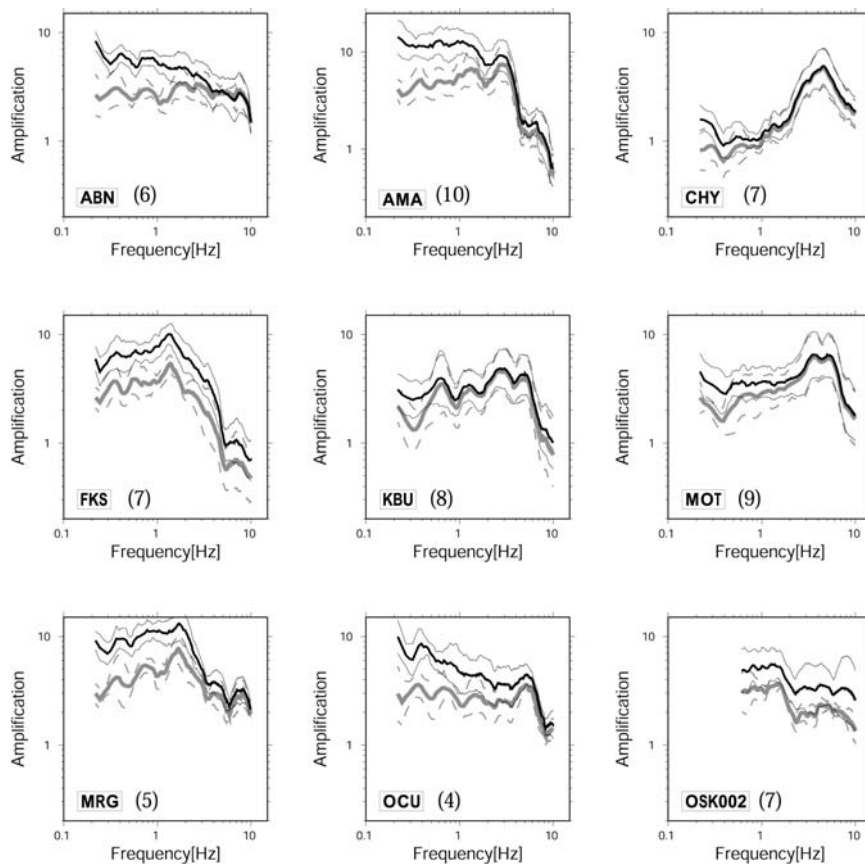 10
1
Amplification
ABN (6)
0.1 1 10
Frequency[Hz]
10
1
Amplification
AMA (10)
0.1 1 10
Frequency[Hz]
10
1
Amplification
CHY (7)
0.1 1 10
Frequency[Hz]
10
1
Amplification
FKS (7)
0.1 1 10
Frequency[Hz]
10
1
Amplification
KBU (8)
0.1 1 10
Frequency[Hz]
10
1
Amplification
MOT (9)
0.1 1 10
Frequency[Hz]
10
1
Amplification
MRG (5)
0.1 1 10
Frequency[Hz]
10
1
Amplification
OCU (4)
0.1 1 10
Frequency[Hz]
10
1
Amplification
OSK002 (7)
0.1 1 10
Frequency[Hz]